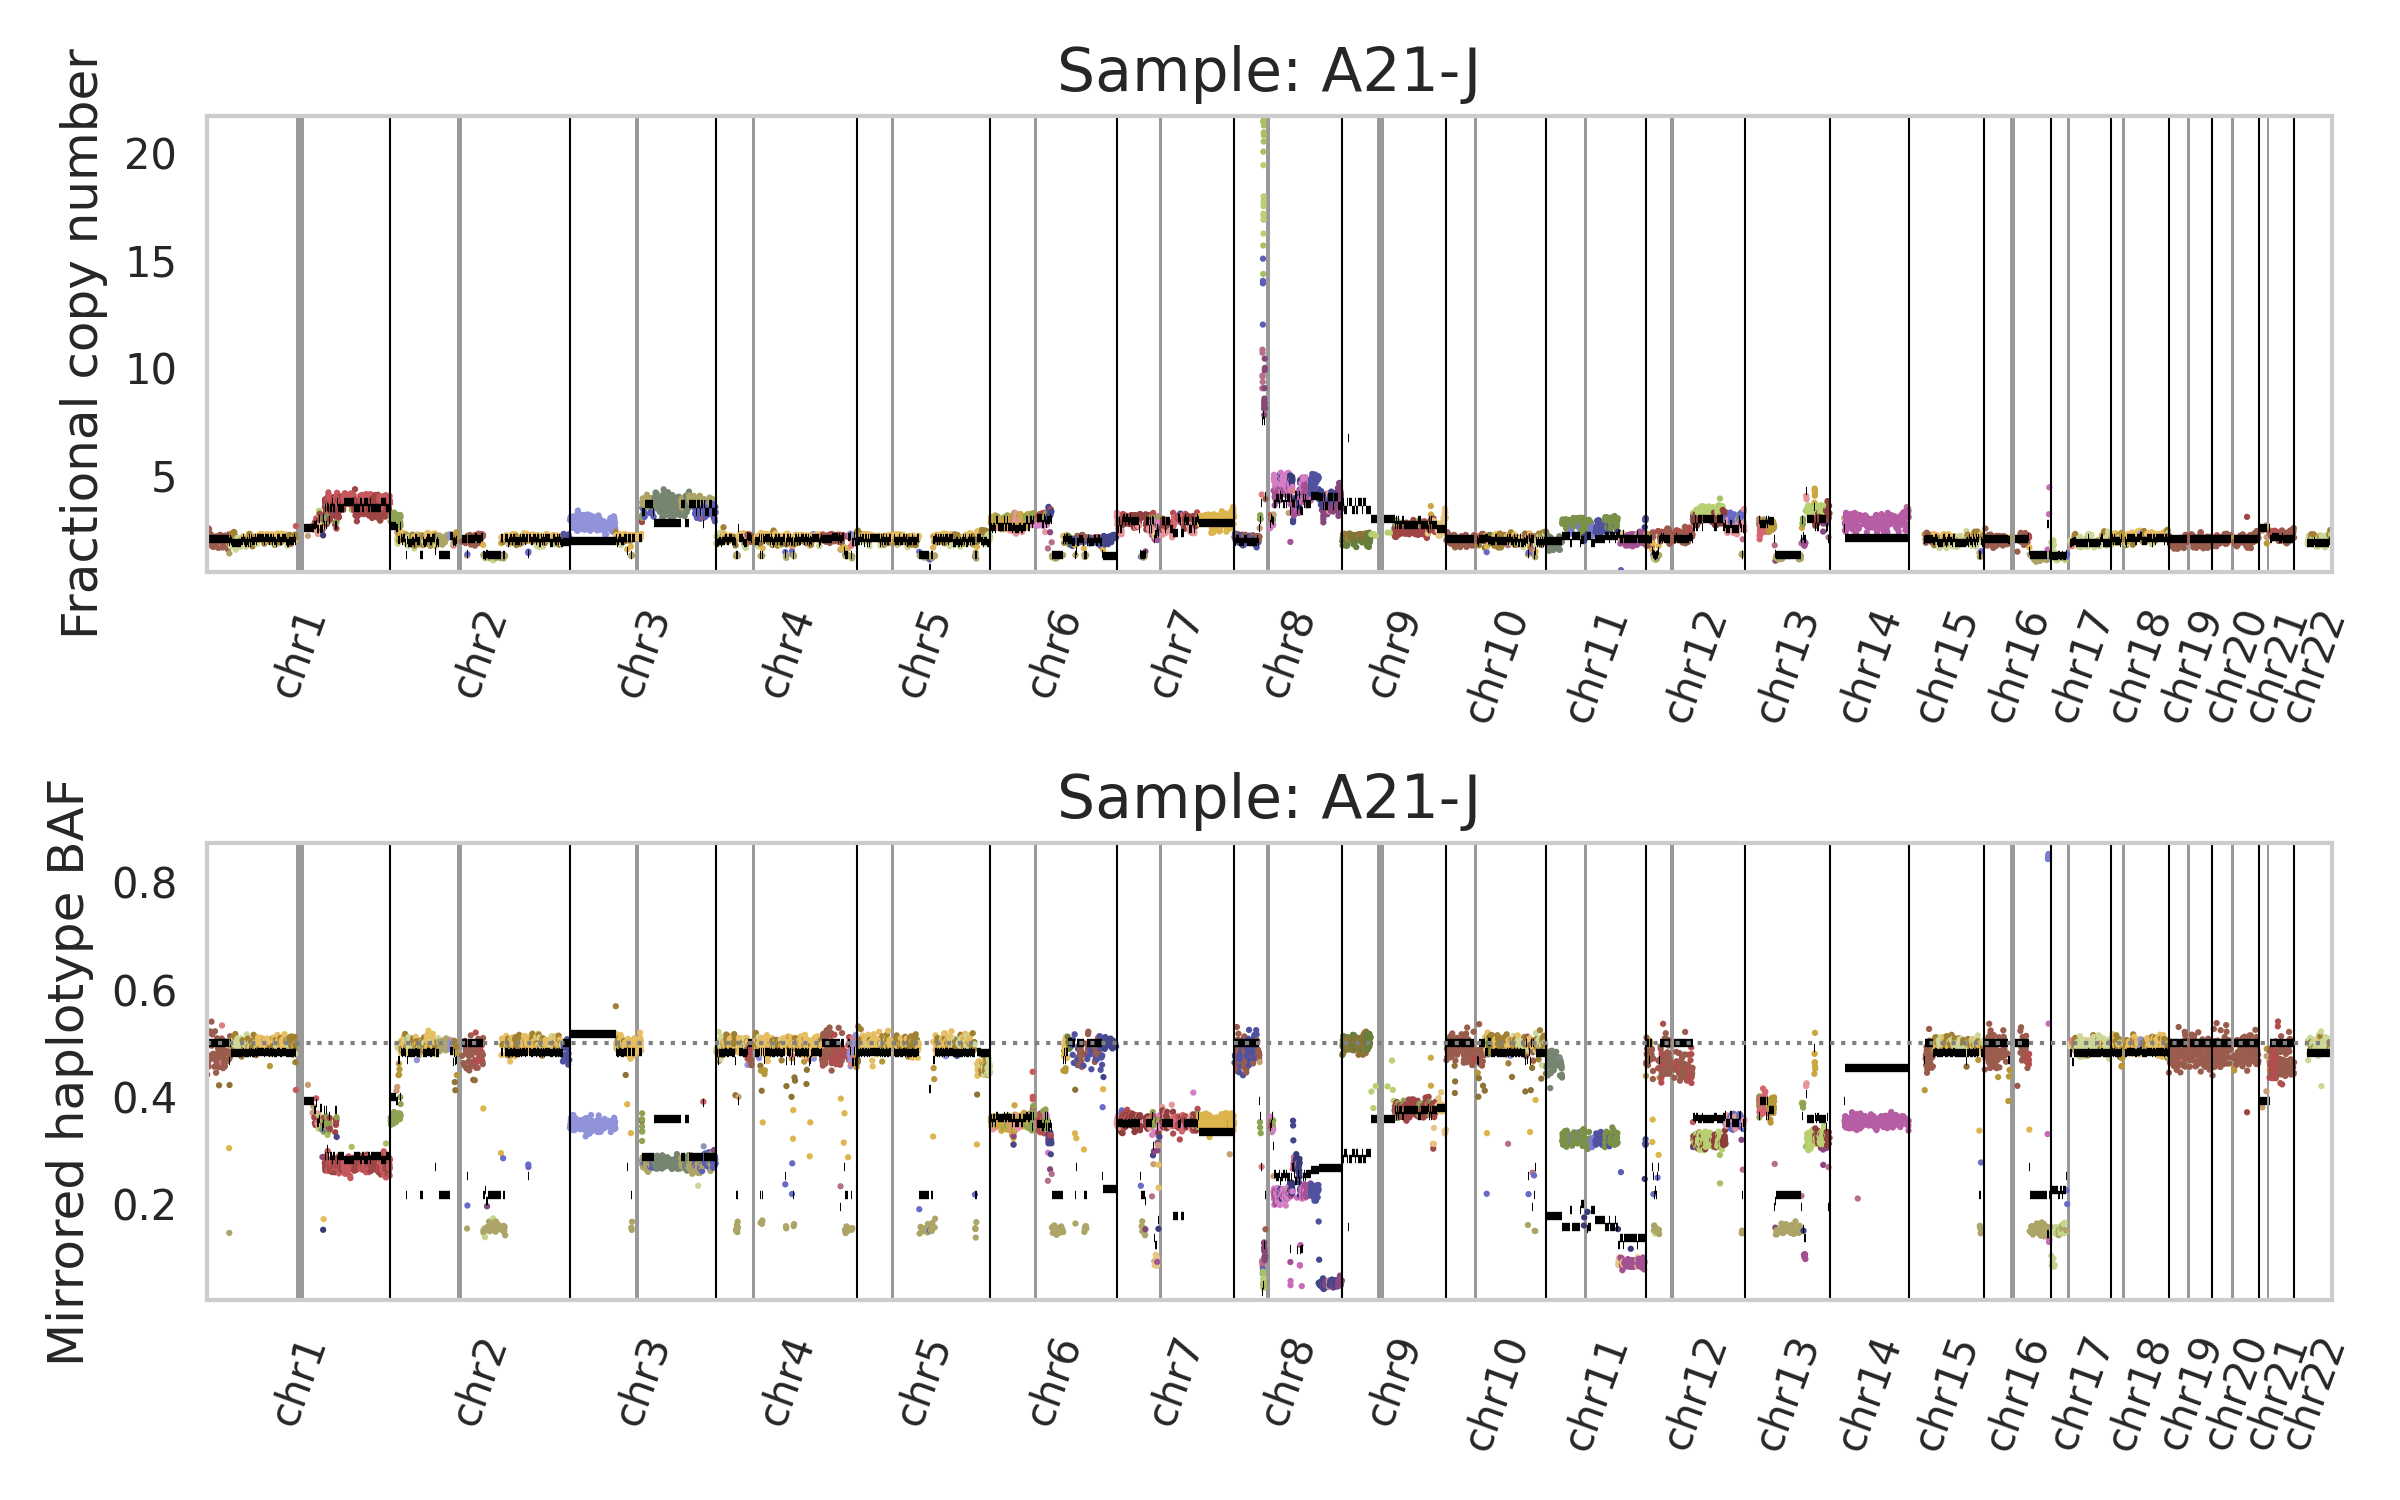 Sample: A21-J
Fractional copy number
20
15
10
5
chr1 chr2 chr3 chr4 chr5 chr6 chr7 chr8 chr9 chr10 chr11 chr12 chr13 chr14 chr15 chr16 chr17 chr18 chr19 chr20 chr21 chr22
Sample: A21-J
Mirrored haplotype BAF
0.8
0.6
0.4
0.2
chr1 chr2 chr3 chr4 chr5 chr6 chr7 chr8 chr9 chr10 chr11 chr12 chr13 chr14 chr15 chr16 chr17 chr18 chr19 chr20 chr21 chr22